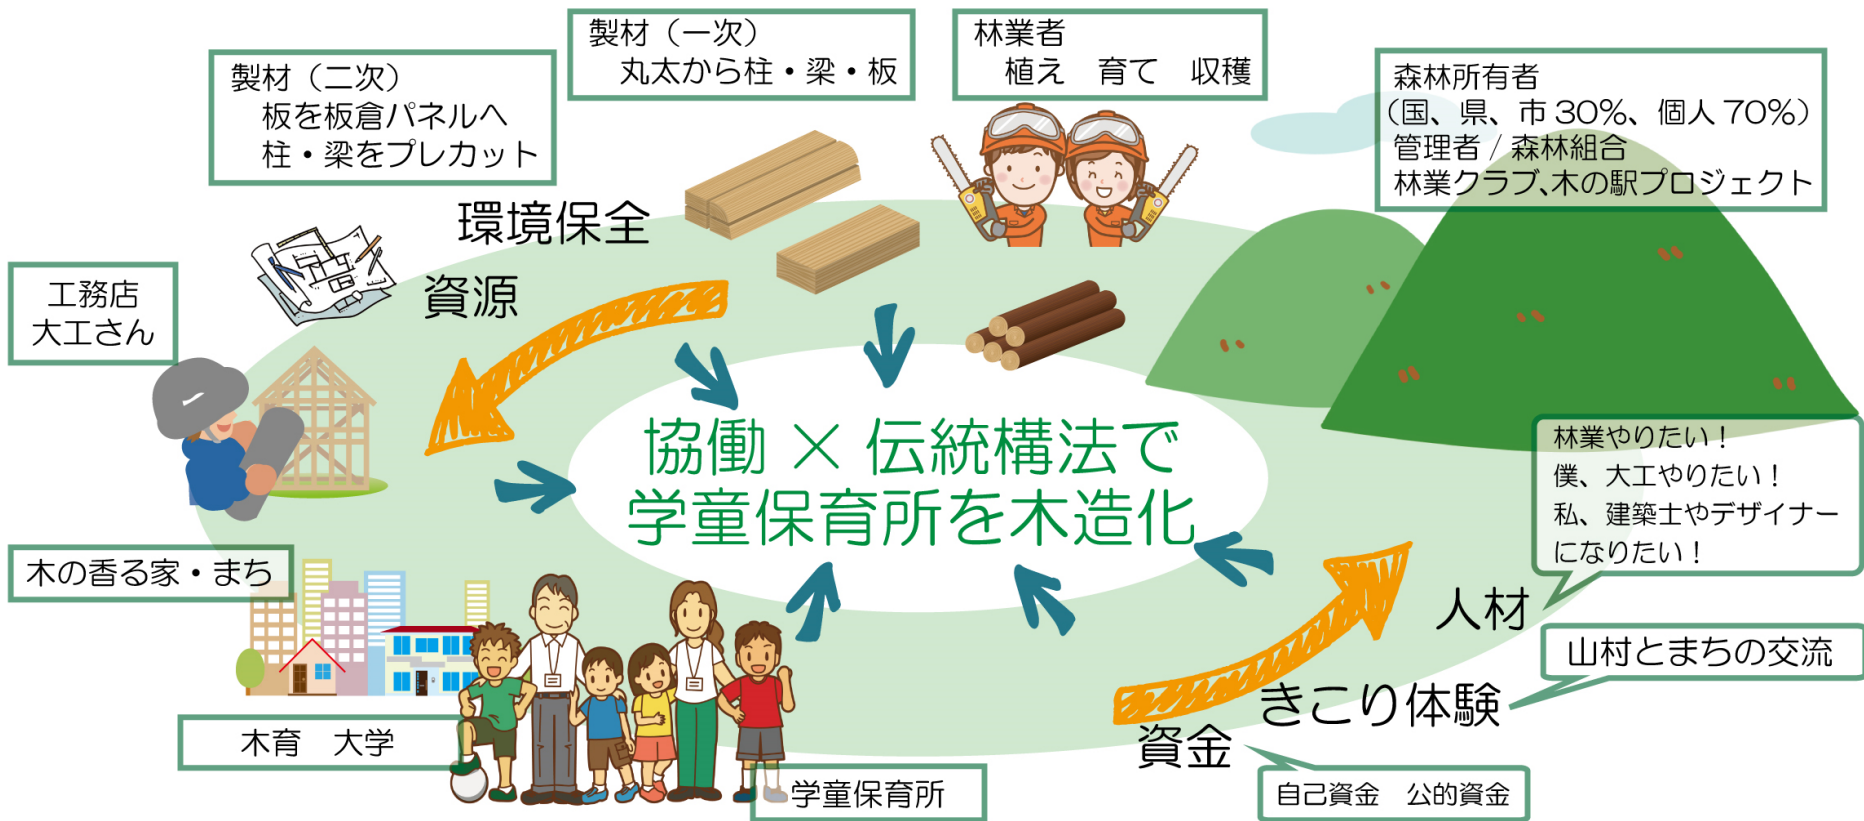 製材（一次）
丸太から柱・梁・板
林業者
植え　育て　収穫
製材（二次）
板を板倉パネルへ
柱・梁をプレカット
森林所有者
（国、県、市 30％、個人 70％）
管理者 / 森林組合
林業クラブ、木の駅プロジェクト
環境保全
資源
工務店
大工さん
協働 × 伝統構法で
学童保育所を木造化
林業やりたい！
僕、大工やりたい！
私、建築士やデザイナー
になりたい！
木の香る家・まち
人材
山村とまちの交流
きこり体験
資金
木育　大学
学童保育所
自己資金　公的資金